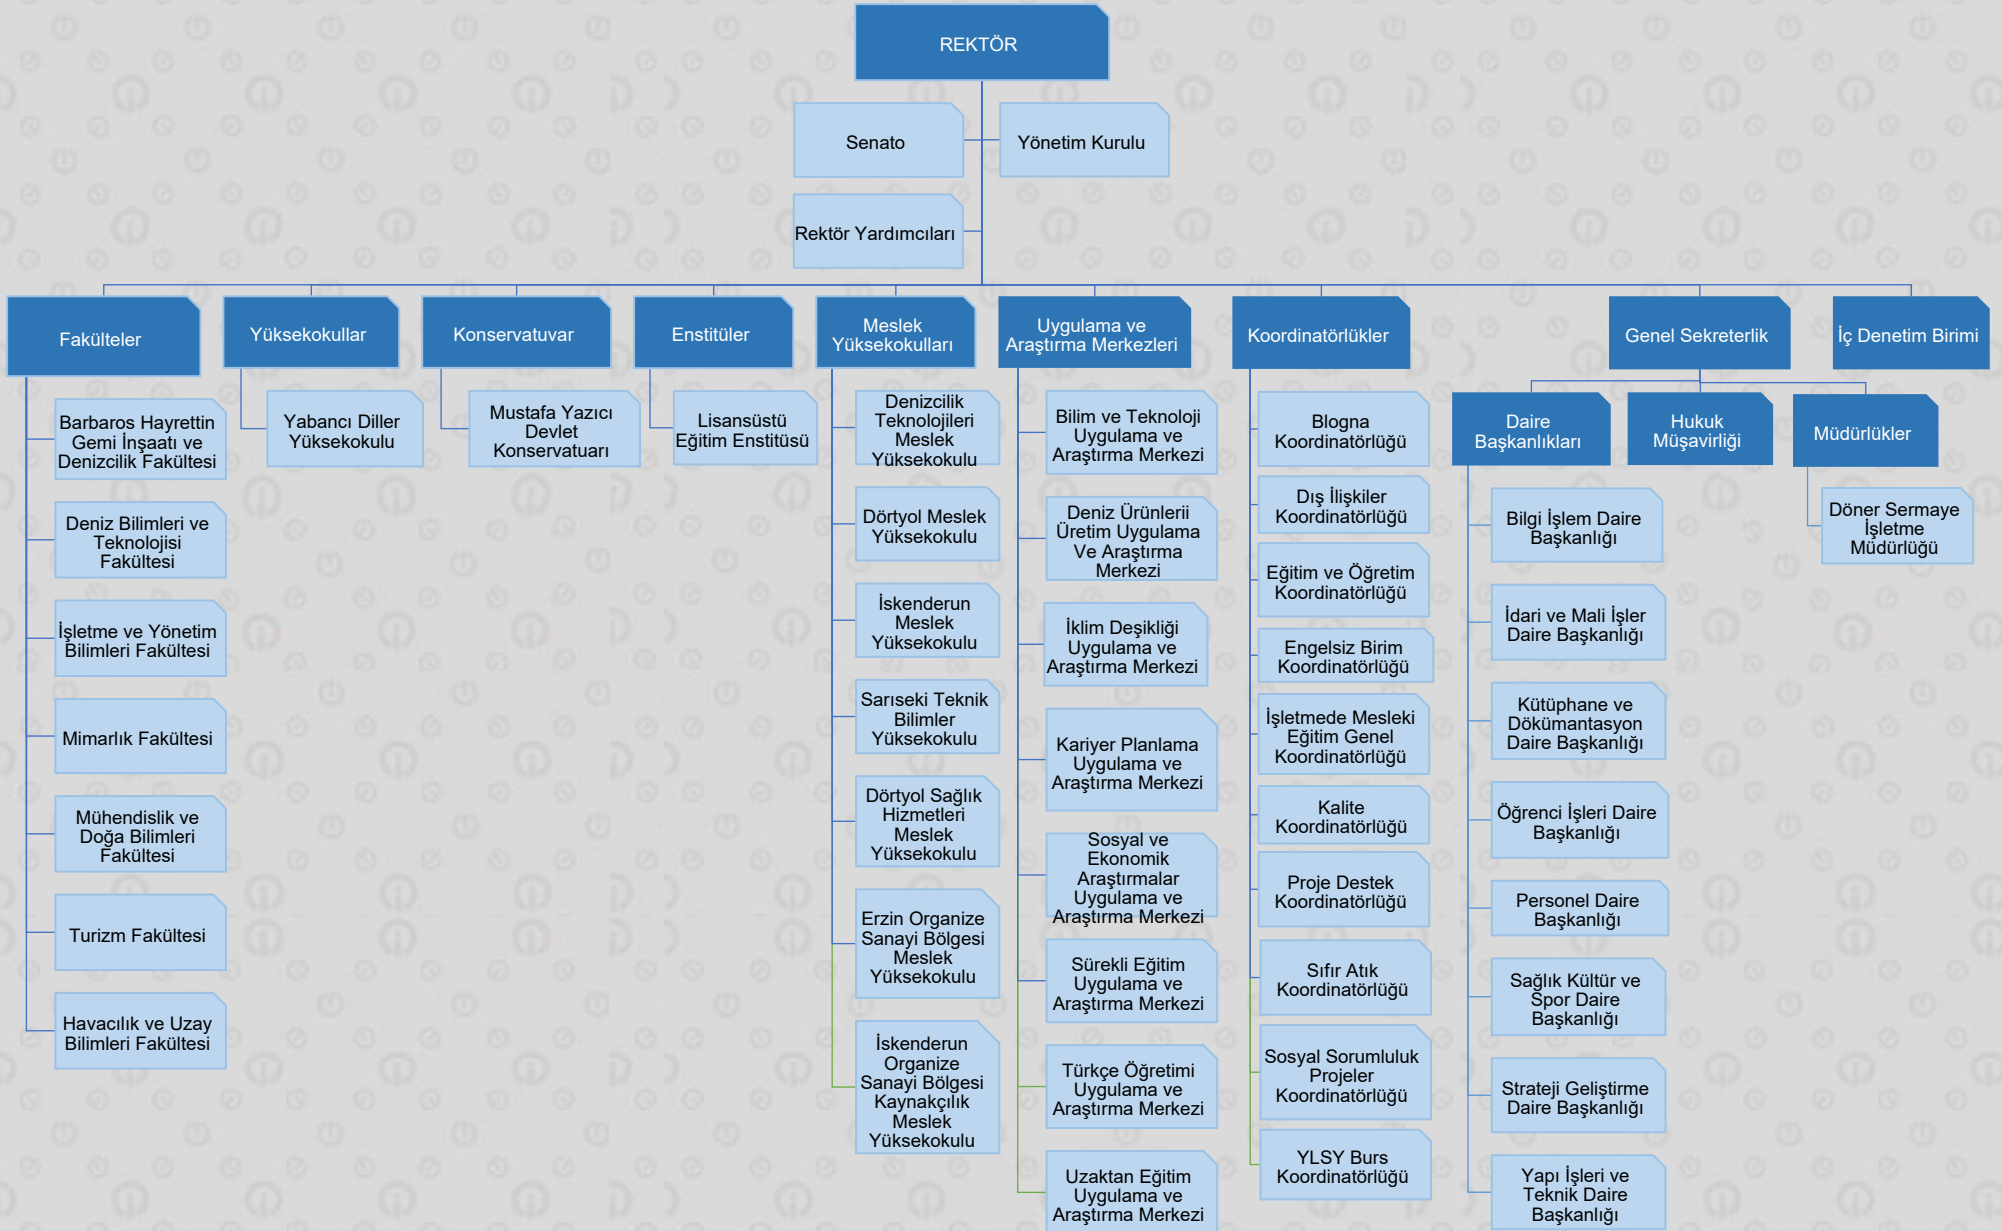 REKTÖR
Senato
Yönetim Kurulu
Rektör Yardımcıları
Fakülteler
Barbaros Hayrettin
Gemi İnşaatı ve
Denizcilik Fakültesi
Deniz Bilimleri ve
Teknolojisi
Fakültesi
İşletme ve Yönetim
Bilimleri Fakültesi
Mimarlık Fakültesi
Mühendislik ve
Doğa Bilimleri
Fakültesi
Turizm Fakültesi
Havacılık ve Uzay
Bilimleri Fakültesi
Yüksekokullar
Yabancı Diller
Yüksekokulu
Konservatuvar
Mustafa Yazıcı
Devlet
Konservatuarı
Enstitüler
Lisansüstü
Eğitim Enstitüsü
Meslek
Yüksekokulları
Denizcilik
Teknolojileri
Meslek
Yüksekokulu
Dörtyol Meslek
Yüksekokulu
İskenderun
Meslek
Yüksekokulu
Sarıseki Teknik
Bilimler
Yüksekokulu
Dörtyol Sağlık
Hizmetleri
Meslek
Yüksekokulu
Erzin Organize
Sanayi Bölgesi
Meslek
Yüksekokulu
İskenderun
Organize
Sanayi Bölgesi
Kaynakçılık
Meslek
Yüksekokulu
Uygulama ve
Araştırma Merkezleri
Bilim ve Teknoloji
Uygulama ve
Araştırma Merkezi
Deniz Ürünlerii
Üretim Uygulama
Ve Araştırma
Merkezi
İklim Deşikliği
Uygulama ve
Araştırma Merkezi
Kariyer Planlama
Uygulama ve
Araştırma Merkezi
Sosyal ve
Ekonomik
Araştırmalar
Uygulama ve
Araştırma Merkezi
Sürekli Eğitim
Uygulama ve
Araştırma Merkezi
Türkçe Öğretimi
Uygulama ve
Araştırma Merkezi
Uzaktan Eğitim
Uygulama ve
Araştırma Merkezi
Koordinatörlükler
Blogna
Koordinatörlüğü
Dış İlişkiler
Koordinatörlüğü
Eğitim ve Öğretim
Koordinatörlüğü
Engelsiz Birim
Koordinatörlüğü
İşletmede Mesleki
Eğitim Genel
Koordinatörlüğü
Kalite
Koordinatörlüğü
Proje Destek
Koordinatörlüğü
Sıfır Atık
Koordinatörlüğü
Sosyal Sorumluluk
Projeler
Koordinatörlüğü
YLSY Burs
Koordinatörlüğü
Genel Sekreterlik
Daire
Başkanlıkları
Bilgi İşlem Daire
Başkanlığı
İdari ve Mali İşler
Daire Başkanlığı
Kütüphane ve
Dökümantasyon
Daire Başkanlığı
Öğrenci İşleri Daire
Başkanlığı
Personel Daire
Başkanlığı
Sağlık Kültür ve
Spor Daire
Başkanlığı
Strateji Geliştirme
Daire Başkanlığı
Yapı İşleri ve
Teknik Daire
Başkanlığı
Hukuk
Müşavirliği
Müdürlükler
Döner Sermaye
İşletme
Müdürlüğü
İç Denetim Birimi